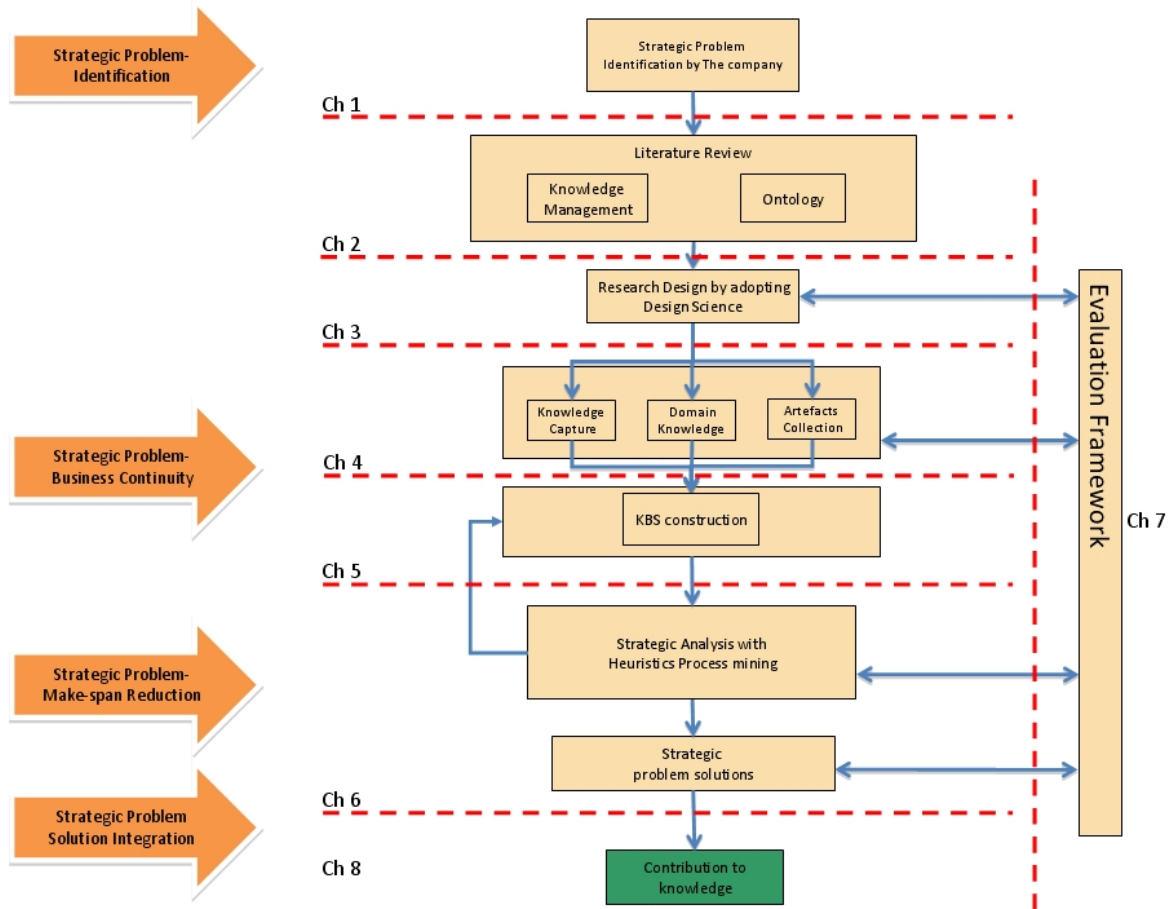 Strategic Problem-
Identification
Strategic Problem
Identification by The company
Ch 1
Literature Review
Knowledge
Management
Ontology
Ch 2
Research Design by adopting
Design Science
Ch 3
Knowledge
Capture
Domain
Knowledge
Artefacts
Collection
Strategic Problem-
Business Continuity
Ch 4
KBS construction
Ch 5
Strategic Analysis with
Heuristics Process mining
Strategic Problem-
Make-span Reduction
Strategic
problem solutions
Ch 6
Strategic Problem
Solution Integration
Ch 8
Contribution to
knowledge
Evaluation Framework
Ch 7